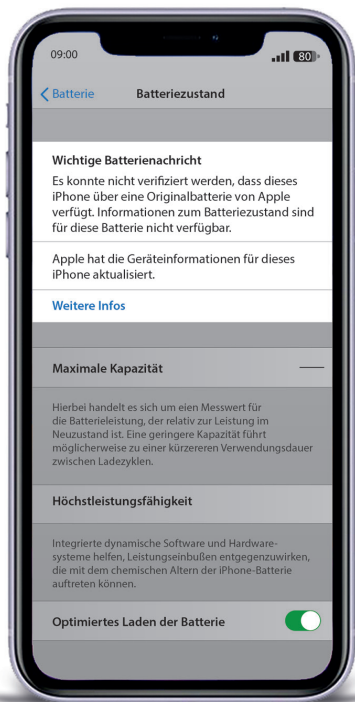 09:00
80
Batterie
Batteriezustand
Wichtige Batterienachricht
Es konnte nicht verifiziert werden, dass dieses
iPhone über eine Originalbatterie von Apple
verfügt. Informationen zum Batteriezustand sind
für diese Batterie nicht verfügbar.
Apple hat die Geräteinformationen für dieses
iPhone aktualisiert.
Weitere Infos
Maximale Kapazität —
Hierbei handelt es sich um eien Messwert für
die Batterieleistung, der relativ zur Leistung im
Neuzustand ist. Eine geringere Kapazität führt
möglicherweise zu einer kürzereren Verwendungsdauer
zwischen Ladezyklen.
Höchstleistungsfähigkeit
Integrierte dynamische Software und Hardware-
systeme helfen, Leistungseinbußen entgegenzuwirken,
die mit dem chemischen Altern der iPhone-Batterie
auftreten können.
Optimiertes Laden der Batterie